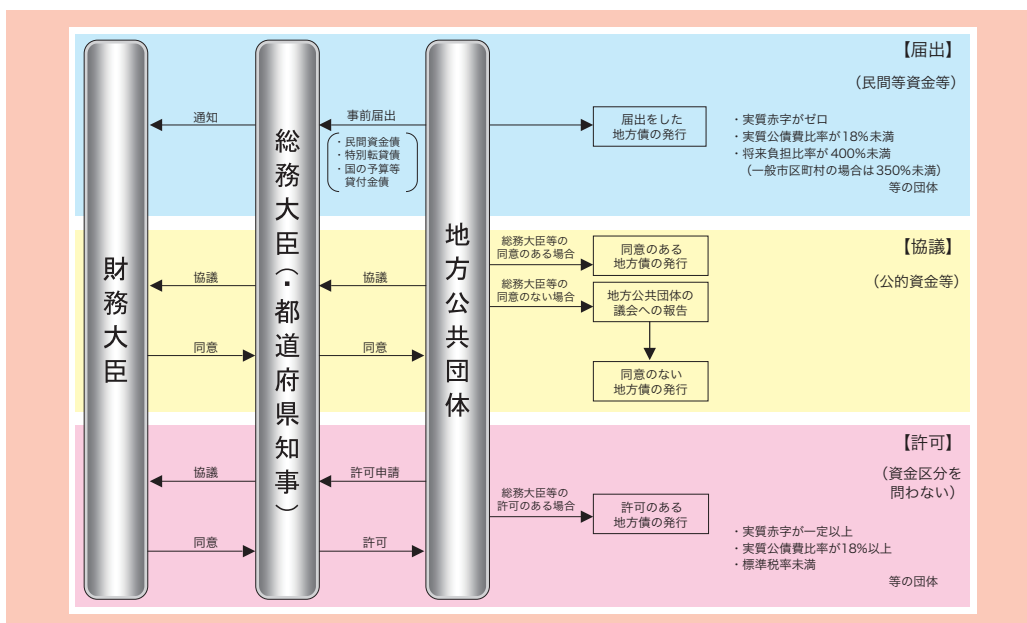 財務大臣
総務大臣(・都道府県知事)
地方公共団体
【届出】
(民間等資金等)
通知
事前届出
・民間資金債
・特別転貸債
・国の予算等
貸付金債
届出をした
地方債の発行
・実質赤字がゼロ
・実質公債費比率が18%未満
・将来負担比率が400%未満
(一般市区町村の場合は350%未満)
等の団体
【協議】
(公的資金等)
協議
協議
同意
同意
総務大臣等の
同意のある場合
同意のある
地方債の発行
総務大臣等の
同意のない場合
地方公共団体の
議会への報告
同意のない
地方債の発行
【許可】
(資金区分を
問わない)
協議
許可申請
同意
許可
総務大臣等の
許可のある場合
許可のある
地方債の発行
・実質赤字が一定以上
・実質公債費比率が18%以上
・標準税率未満
等の団体